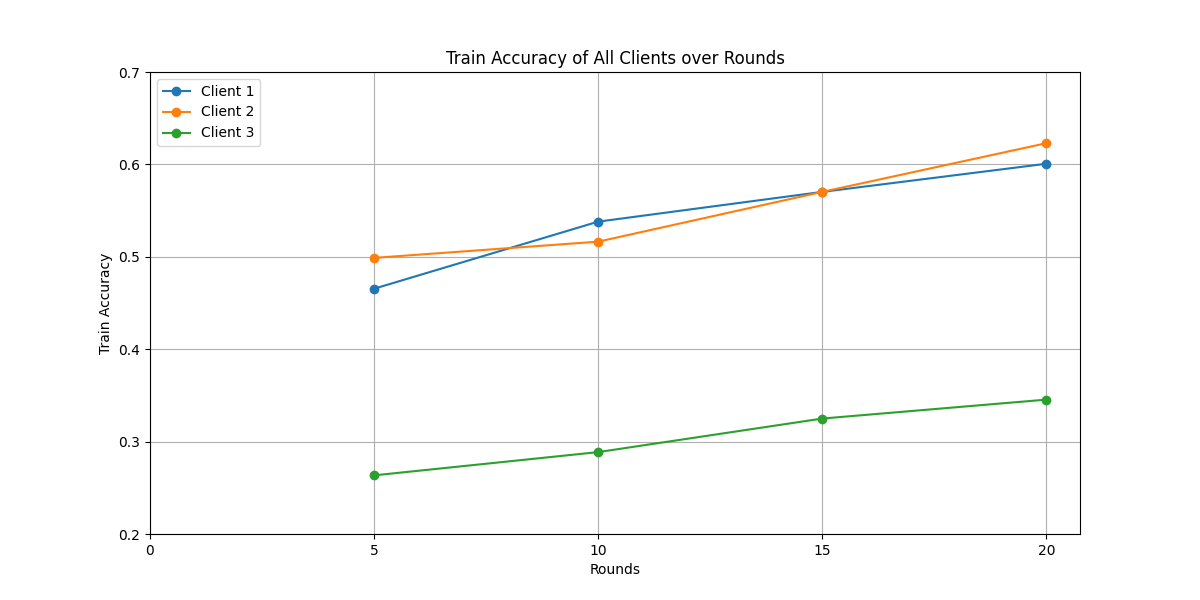 Train Accuracy of All Clients over Rounds
Client 1
Client 2
Client 3
Train Accuracy
0.7
0.6
0.5
0.4
0.3
0.2
0 5 10 15 20
Rounds